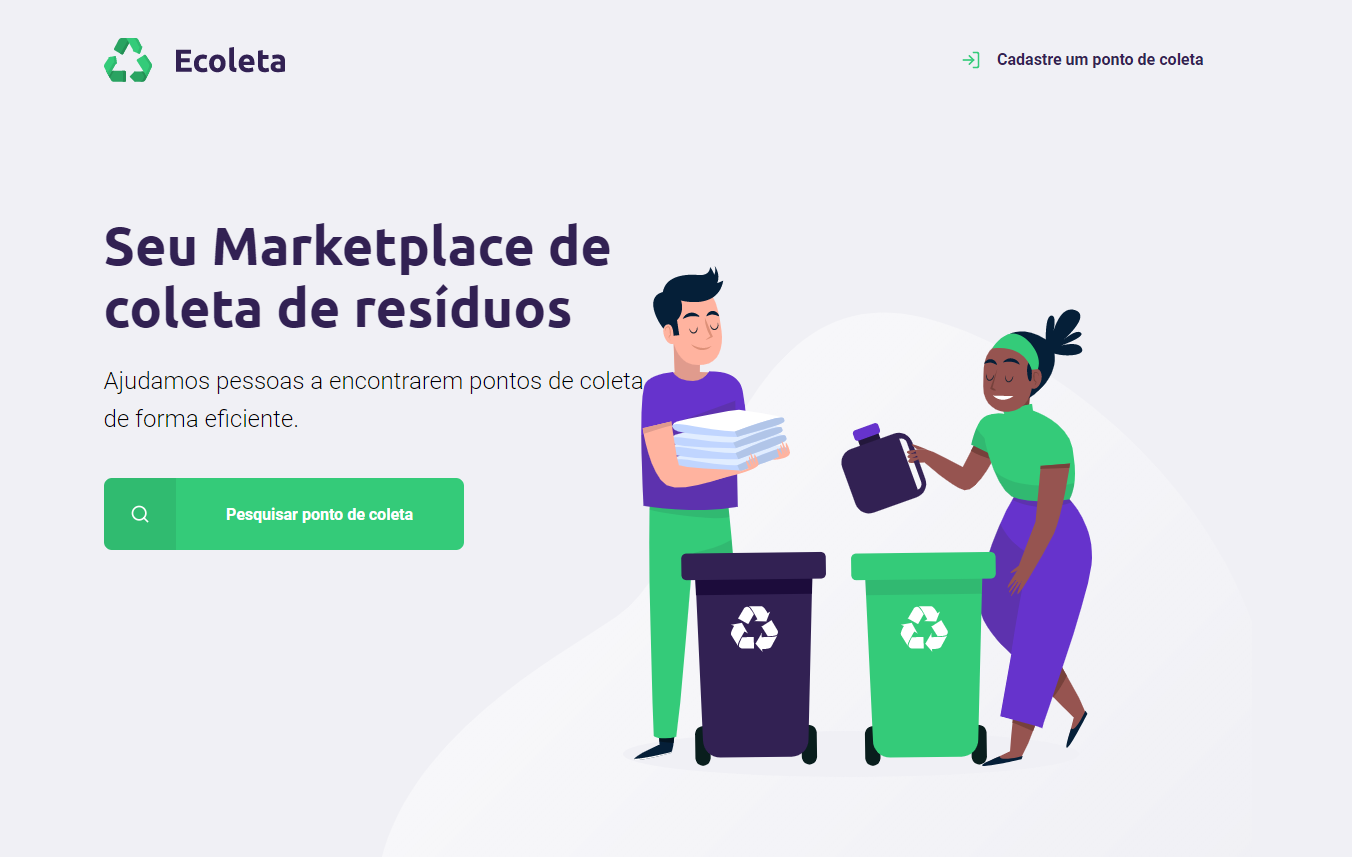 Ecoleta
Cadastre um ponto de coleta
Seu Marketplace de
coleta de resíduos
Ajudamos pessoas a encontrarem pontos de coleta
de forma eficiente.
Pesquisar ponto de coleta